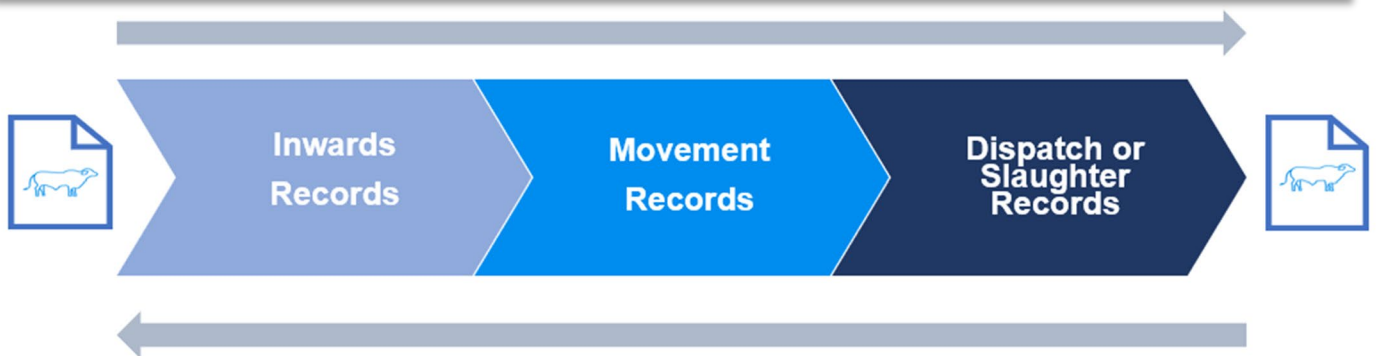 Inwards
Records
Movement
Records
Dispatch or
Slaughter
Records